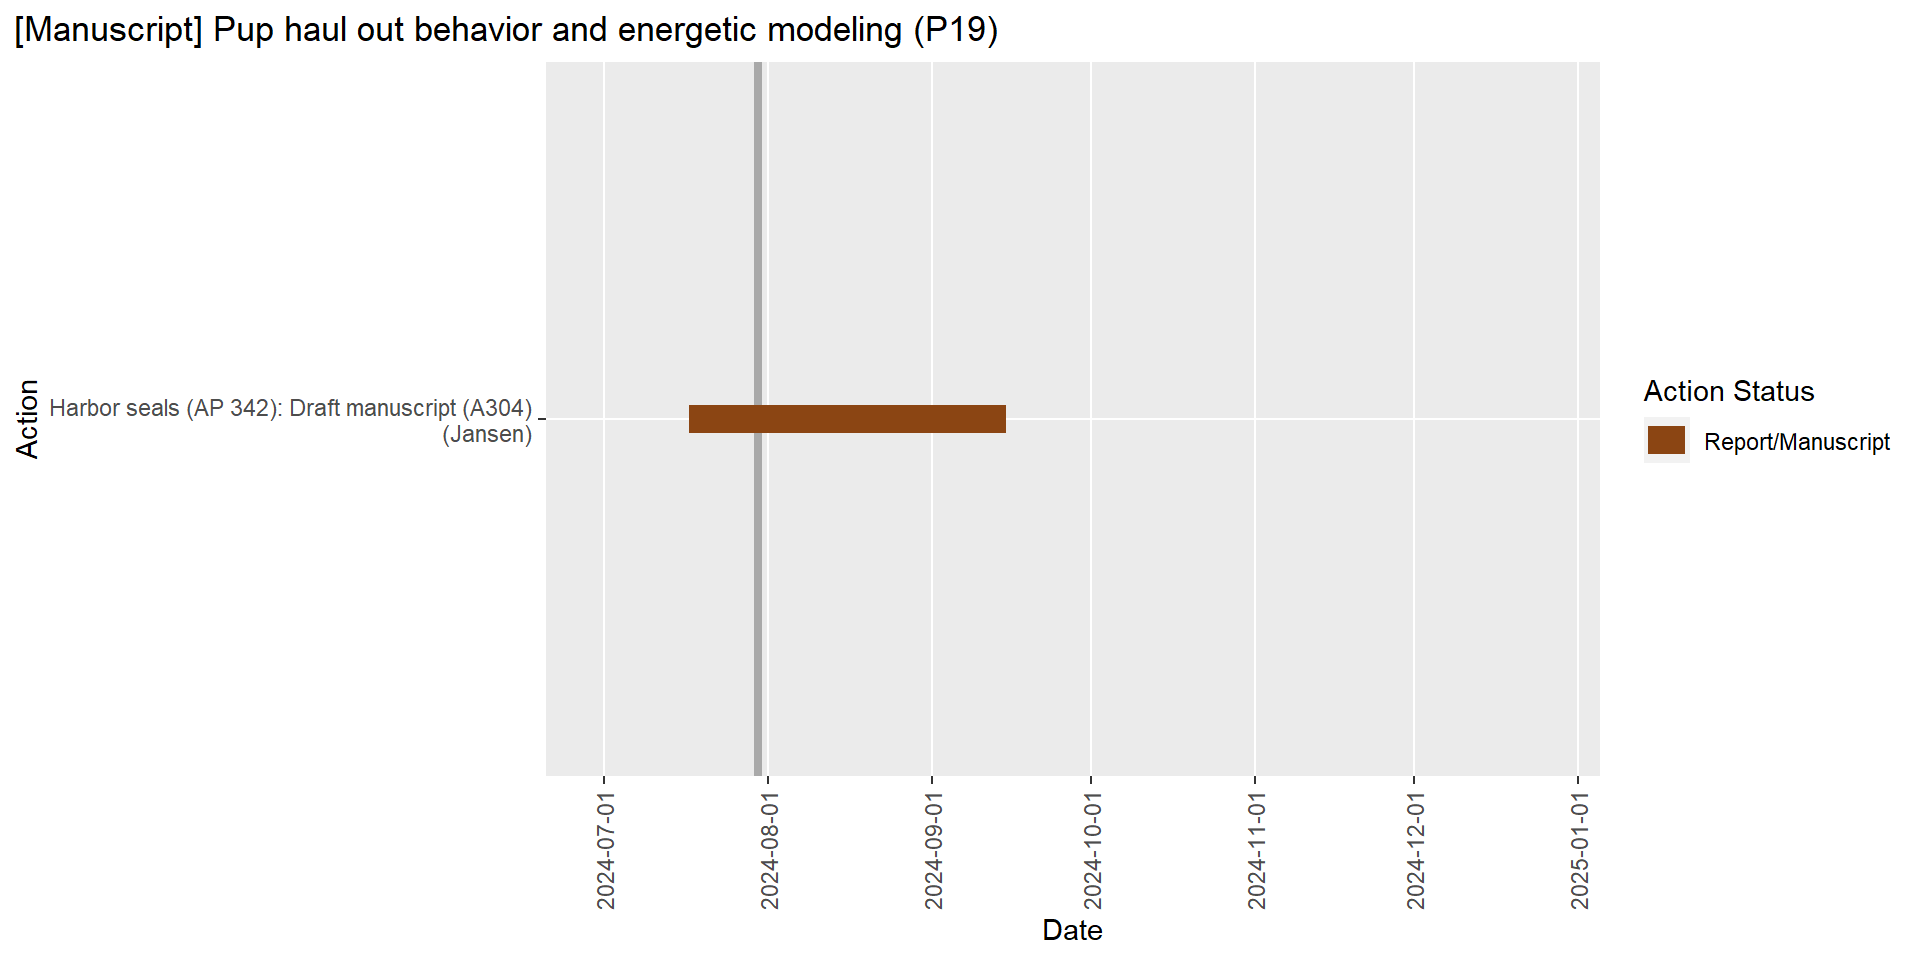 [Manuscript] Pup haul out behavior and energetic modeling (P19)
Action
Harbor seals (AP 342): Draft manuscript (A304)
(Jansen)
Action Status
Report/Manuscript
2024-07-01
2024-08-01
2024-09-01
2024-10-01
2024-11-01
2024-12-01
2025-01-01
Date